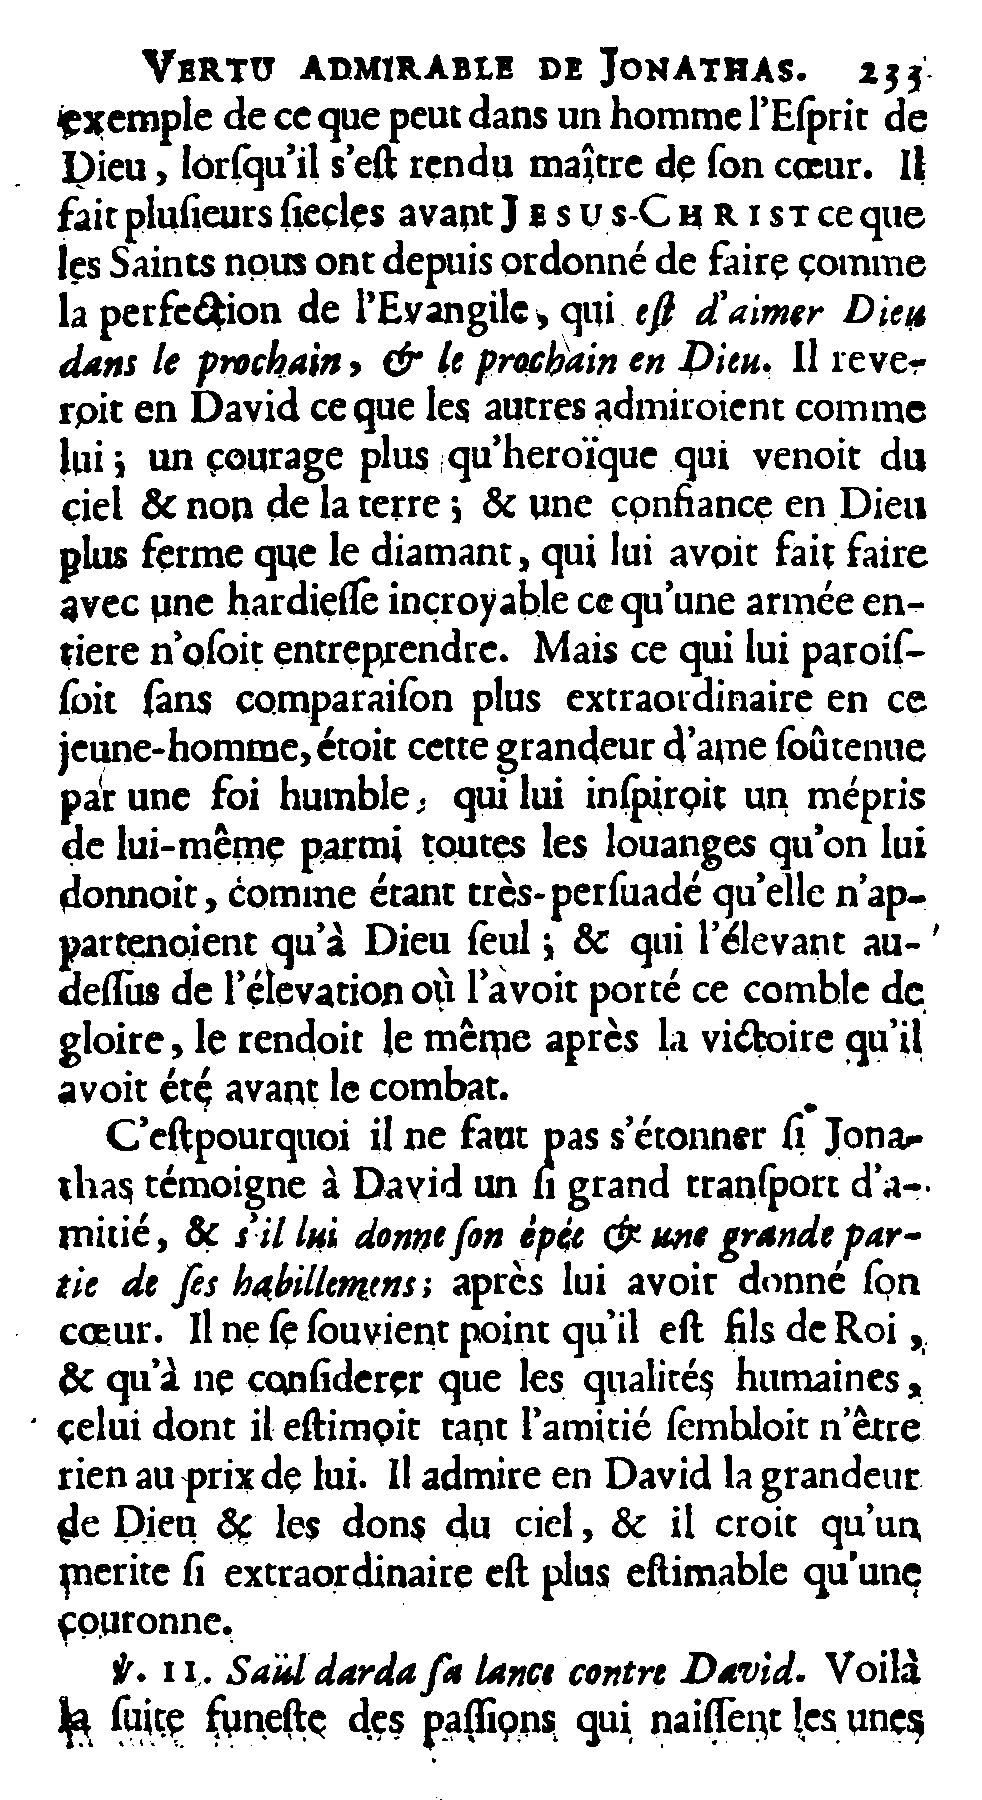 VERTU ADMIRABLE DE JONATHAS. 233
exemple de ce que peut dans un homme l'Eſprit de
Dieu, lorſqu'il s'eſt rendu maître de ſon cœur. Il
fait pluſieurs ſiecles avant JESUS-CHRIST ce que
les Saints nous ont depuis ordonné de faire comme
la perfection de l'Evangile, qui eſt d'aimer Dieu
dans le prochain, & le prochain en Dieu. Il reve-
roit en David ce que les autres admiroient comme
lui; un courage plus qu'heroïque qui venoit du
ciel & non de la terre; & une confiance en Dieu
plus ferme que le diamant, qui lui avoit fait faire
avec une hardieſſe incroyable ce qu'une armée en-
tiere n'oſoit entreprendre. Mais ce qui lui paroiſ-
ſoit ſans comparaiſon plus extraordinaire en ce
jeune-homme, étoit cette grandeur d'ame ſoûtenue
par une foi humble, qui lui inſpiroit un mépris
de lui-même parmi toutes les louanges qu'on lui
donnoit, comme étant très-perſuadé qu'elle n'ap-
partenoient qu'à Dieu ſeul; & qui l'élevant au-
deſſus de l'élevation où l'avoit porté ce comble de
gloire, le rendoit le même après la victoire qu'il
avoit été avant le combat.
C'eſtpourquoi il ne faut pas s'étonner ſi Jona-
thas témoigne à David un ſi grand tranſport d'a-
mitié, & s'il lui donne ſon épée & une grande par-
tie de ſes habillemens; après lui avoir donné ſon
cœur. Il ne ſe ſouvient point qu'il eſt fils de Roi,
& qu'à ne conſiderer que les qualités humaines,
celui dont il eſtimoit tant l'amitié ſembloit n'être
rien au prix de lui. Il admire en David la grandeur
de Dieu & les dons du ciel, & il croit qu'un
merite ſi extraordinaire eſt plus eſtimable qu'une
couronne.
℣. 11. Saül darda ſa lance contre David. Voilà
la ſuite funeſte des paſſions qui naiſſent les unes